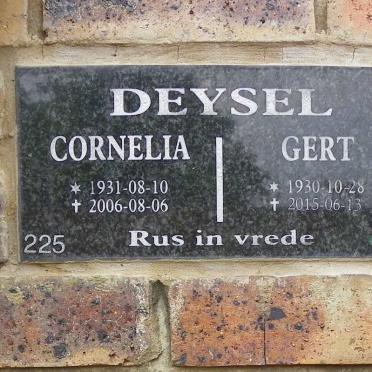 DEYSEL
CORNELIA GERT
* 1931-08-10 * 1930-10-28
✝ 2006-08-06 ✝ 2015-06-13
225 Rus in vrede